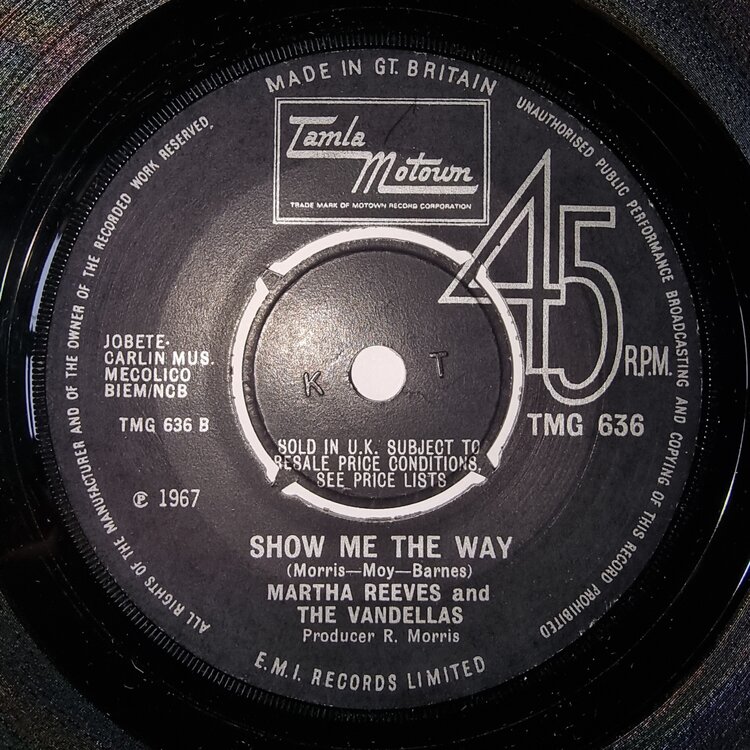 MADE IN GT. BRITAIN
Tamla
Motown
TRADE MARK OF MOTOWN RECORD CORPORATION
UNAUTHORISED PUBLIC PERFORMANCE BROADCASTING AND COPYING OF THIS RECORD PROHIBITED
ALL RIGHTS OF THE MANUFACTURER AND OF THE OWNER OF THE RECORDED WORK RESERVED.
45
R.P.M.
JOBETE-
CARLIN MUS.
MECOLICO
BIEM/NCB
K T
TMG 636 B
TMG 636
SOLD IN U.K. SUBJECT TO
RESALE PRICE CONDITIONS,
SEE PRICE LISTS
℗ 1967
SHOW ME THE WAY
(Morris—Moy—Barnes)
MARTHA REEVES and
THE VANDELLAS
Producer R. Morris
E.M.I. RECORDS LIMITED